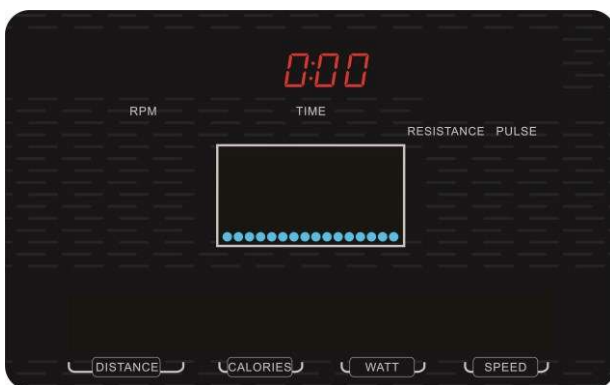 0:00
RPM TIME
RESISTANCE PULSE
DISTANCE CALORIES WATT SPEED